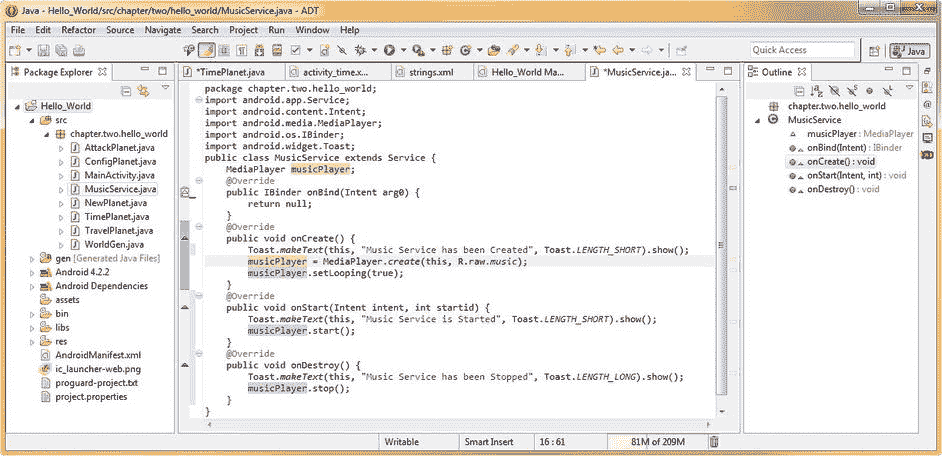 Java - Hello_World/src/chapter/two/hello_world/MusicService.java - ADT
File Edit Refactor Source Navigate Search Project Run Window Help
Quick Access
Java
Package Explorer
Hello_World
src
chapter.two.hello_world
AttackPlanet.java
ConfigPlanet.java
MainActivity.java
MusicService.java
NewPlanet.java
TimePlanet.java
TravelPlanet.java
WorldGen.java
gen [Generated Java Files]
Android 4.2.2
Android Dependencies
assets
bin
libs
res
AndroidManifest.xml
ic_launcher-web.png
proguard-project.txt
project.properties
*TimePlanet.java
activity_time.x...
strings.xml
Hello_World Ma...
*MusicService.ja...
package chapter.two.hello_world;
import android.app.Service;
import android.content.Intent;
import android.media.MediaPlayer;
import android.os.IBinder;
import android.widget.Toast;
public class MusicService extends Service {
MediaPlayer musicPlayer;
@Override
public IBinder onBind(Intent arg0) {
return null;
}
@Override
public void onCreate() {
Toast.makeText(this, "Music Service has been Created", Toast.LENGTH_SHORT).show();
musicPlayer = MediaPlayer.create(this, R.raw.music);
musicPlayer.setLooping(true);
}
@Override
public void onStart(Intent intent, int startid) {
Toast.makeText(this, "Music Service is Started", Toast.LENGTH_SHORT).show();
musicPlayer.start();
}
@Override
public void onDestroy() {
Toast.makeText(this, "Music Service has been Stopped", Toast.LENGTH_LONG).show();
musicPlayer.stop();
}
}
Outline
chapter.two.hello_world
MusicService
musicPlayer : MediaPlayer
onBind(Intent) : IBinder
onCreate() : void
onStart(Intent, int) : void
onDestroy() : void
Writable
Smart Insert
16 : 61
81M of 209M